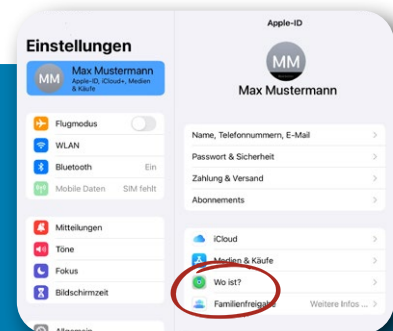 Einstellungen
MM
Max Mustermann
Apple-ID, iCloud+, Medien
& Käufe
Flugmodus
WLAN
Bluetooth Ein
Mobile Daten SIM fehlt
Mitteilungen
Töne
Fokus
Bildschirmzeit
Allgemein
Apple-ID
MM
Max Mustermann
Name, Telefonnummern, E-Mail
Passwort & Sicherheit
Zahlung & Versand
Abonnements
iCloud
Medien & Käufe
Wo ist?
Familienfreigabe Weitere Infos ...